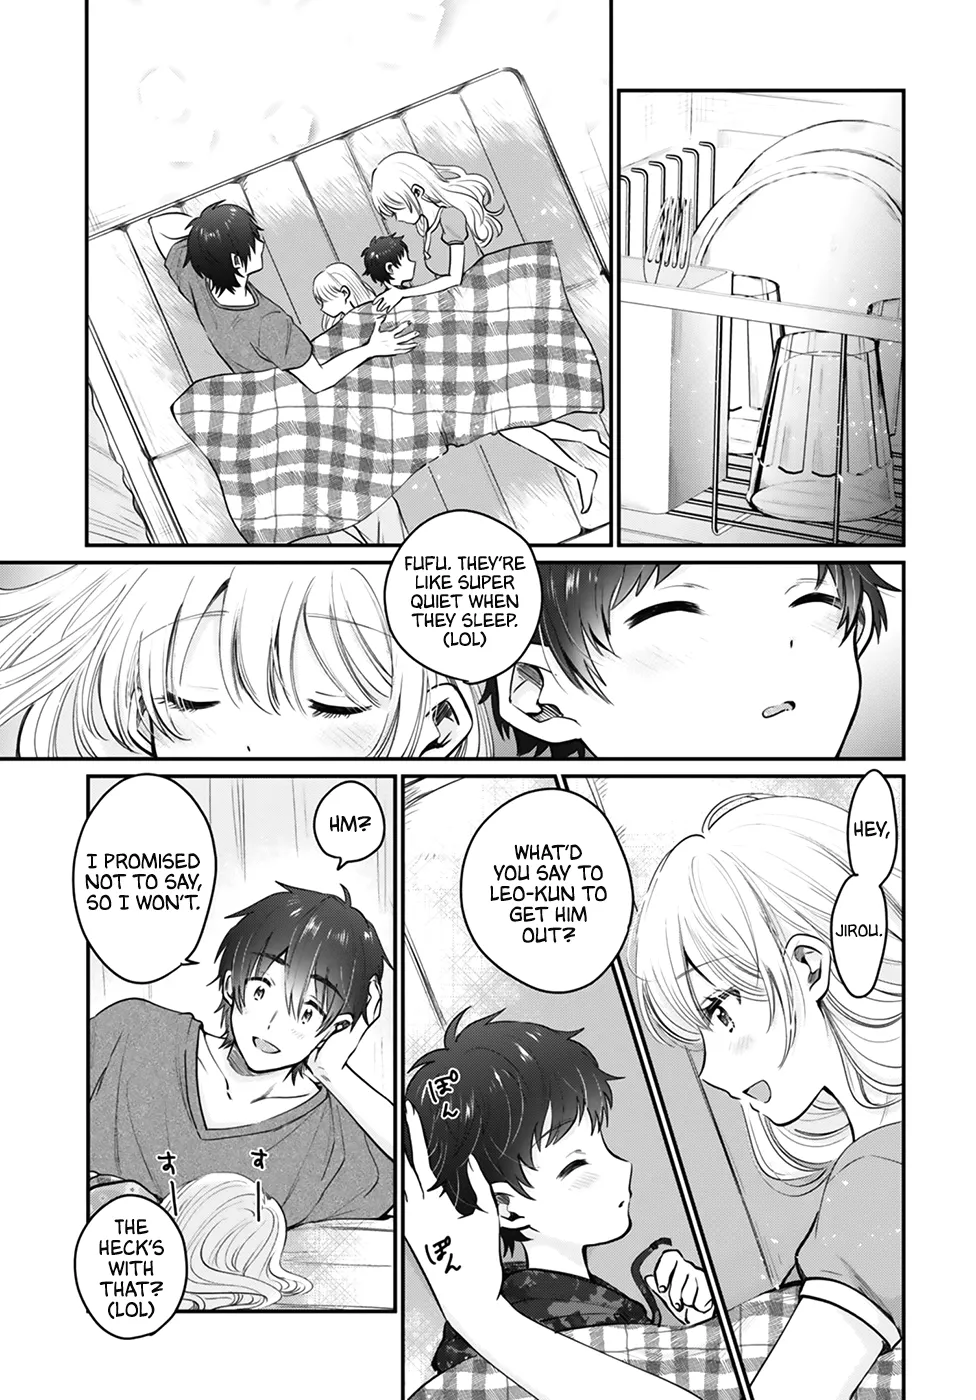 FUFU. THEY'RE
LIKE SUPER
QUIET WHEN
THEY SLEEP.
(LOL)
HEY,
JIROU.
WHAT'D
YOU SAY TO
LEO-KUN TO
GET HIM
OUT?
ぽん
ぽん
HM?
I PROMISED
NOT TO SAY,
SO I WON'T.
す
す
THE
HECK'S
WITH
THAT?
(LOL)